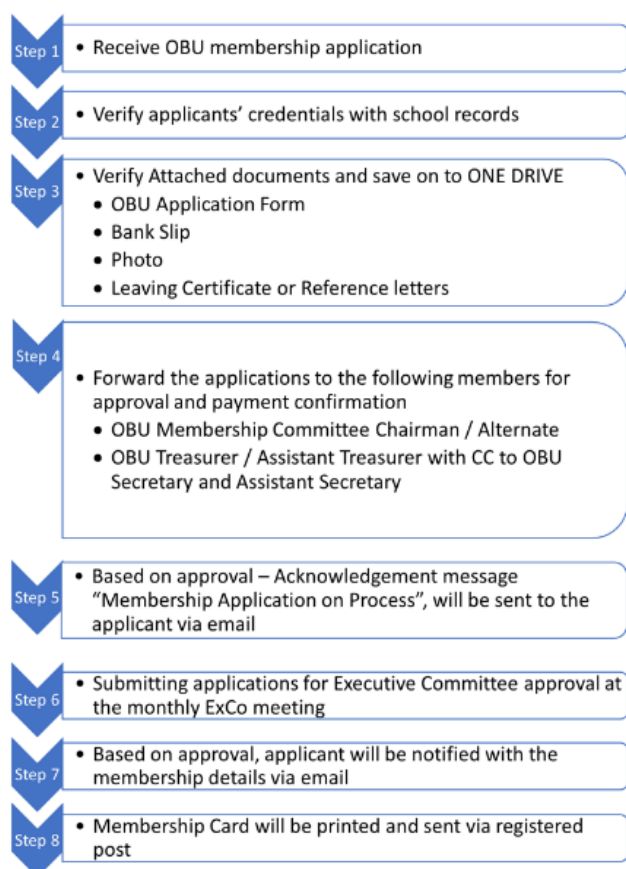 Step 1
• Receive OBU membership application
Step 2
• Verify applicants’ credentials with school records
Step 3
• Verify Attached documents and save on to ONE DRIVE
• OBU Application Form
• Bank Slip
• Photo
• Leaving Certificate or Reference letters
Step 4
• Forward the applications to the following members for
approval and payment confirmation
• OBU Membership Committee Chairman / Alternate
• OBU Treasurer / Assistant Treasurer with CC to OBU
Secretary and Assistant Secretary
Step 5
• Based on approval – Acknowledgement message
“Membership Application on Process”, will be sent to the
applicant via email
Step 6
• Submitting applications for Executive Committee approval at
the monthly ExCo meeting
Step 7
• Based on approval, applicant will be notified with the
membership details via email
Step 8
• Membership Card will be printed and sent via registered
post